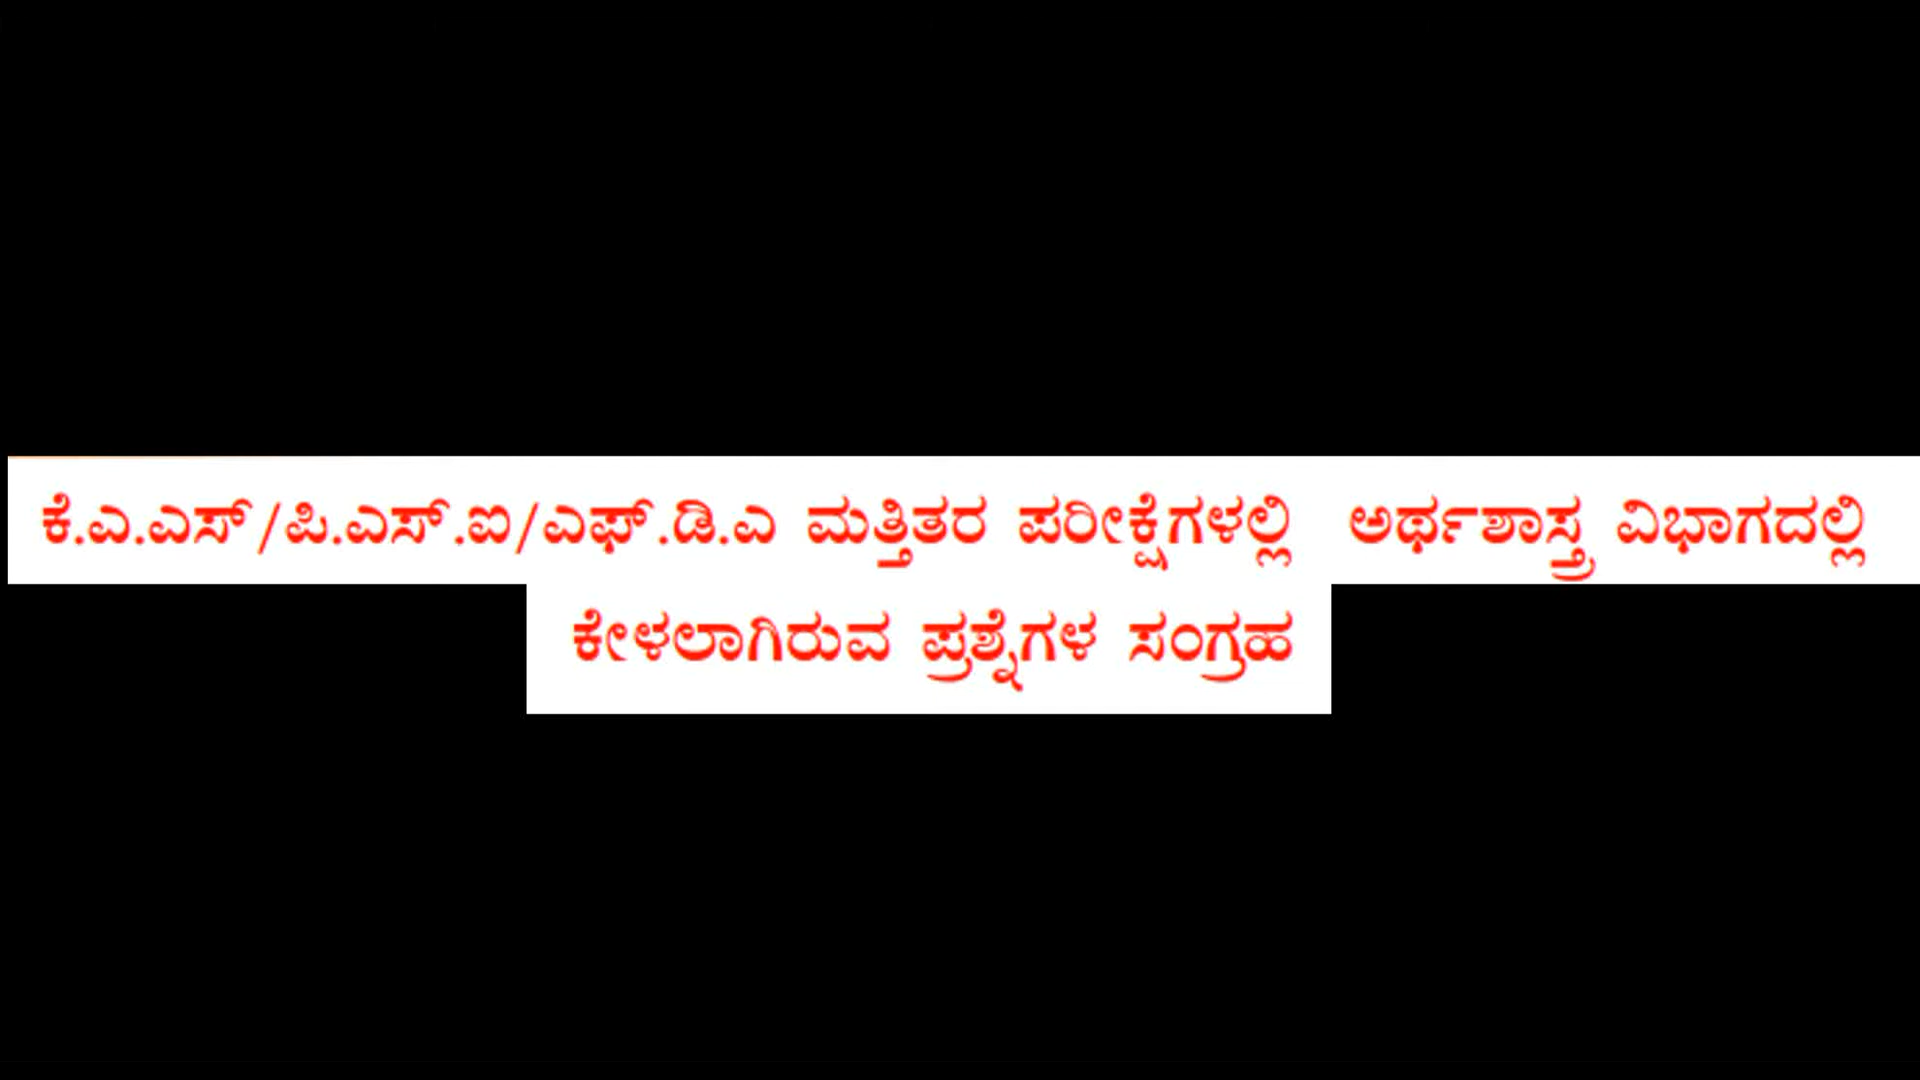 ಕೆ.ಎ.ಎಸ್/ಪಿ.ಎಸ್.ಐ/ಎಫ್.ಡಿ.ಎ ಮತ್ತಿತರ ಪರೀಕ್ಷೆಗಳಲ್ಲಿ ಅರ್ಥಶಾಸ್ತ್ರ ವಿಭಾಗದಲ್ಲಿ
ಕೇಳಲಾಗಿರುವ ಪ್ರಶ್ನೆಗಳ ಸಂಗ್ರಹ